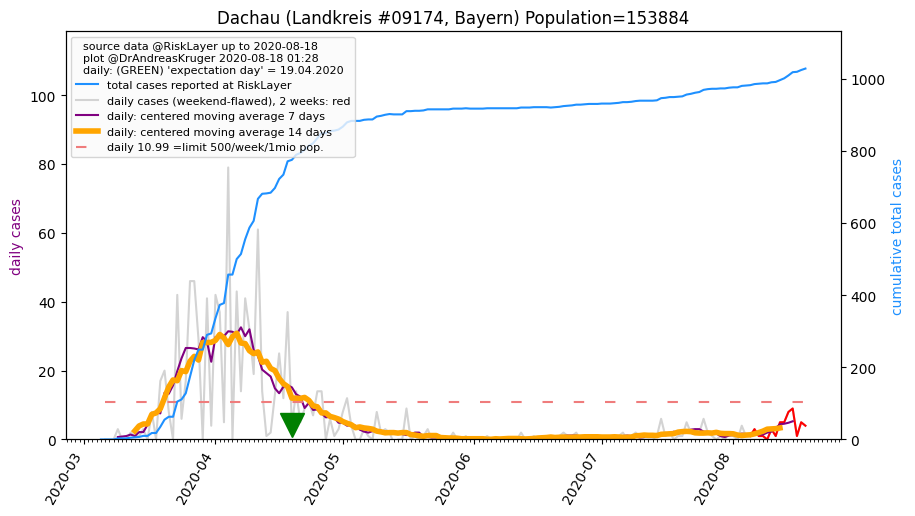 Dachau (Landkreis #09174, Bayern) Population=153884
source data @RiskLayer up to 2020-08-18
plot @DrAndreasKruger 2020-08-18 01:28
daily: (GREEN) 'expectation day' = 19.04.2020
total cases reported at RiskLayer
daily cases (weekend-flawed), 2 weeks: red
daily: centered moving average 7 days
daily: centered moving average 14 days
daily 10.99 =limit 500/week/1mio pop.
daily cases
100
80
60
40
20
0
cumulative total cases
1000
800
600
400
200
0
2020-03
2020-04
2020-05
2020-06
2020-07
2020-08